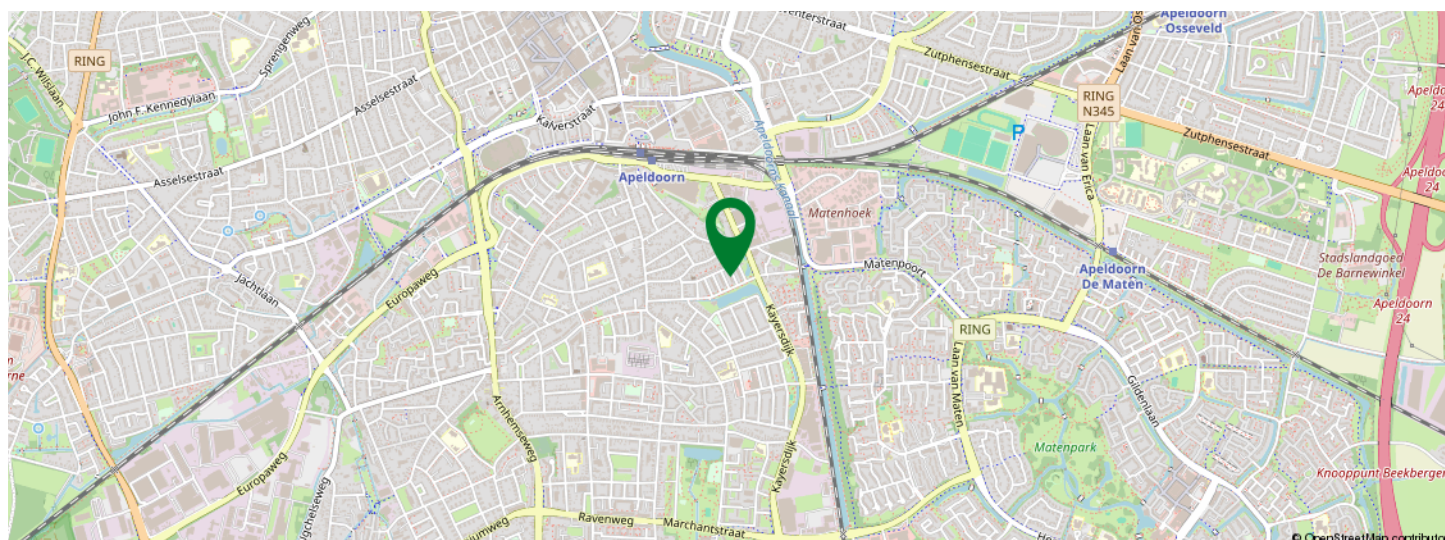 Apeldoorn
Osseveld
J.C. Wilslaan
RING
Sprengenweg
John F. Kennedylaan
Asselsestraat
Kalverstraat
Zutphensestraat
RING
N345
Laan van Erica
Zutphensestraat
Apeldoorn
24
Asselsestraat
Apeldoorn
Apeldoorns Kanaal
Matenhoek
Stadslandgoed
De Barnewinkel
Matenpoort
Apeldoorn
De Maten
Jachtlaan
Europaweg
Kayersdijk
RING
Apeldoorn
24
Laan van Maten
Gildenlaan
Arnhemseweg
Matenpark
Kayersdijk
Europaweg
Knooppunt Beekbergen
Ravenweg
Marchantstraat
© OpenStreetMap contributo